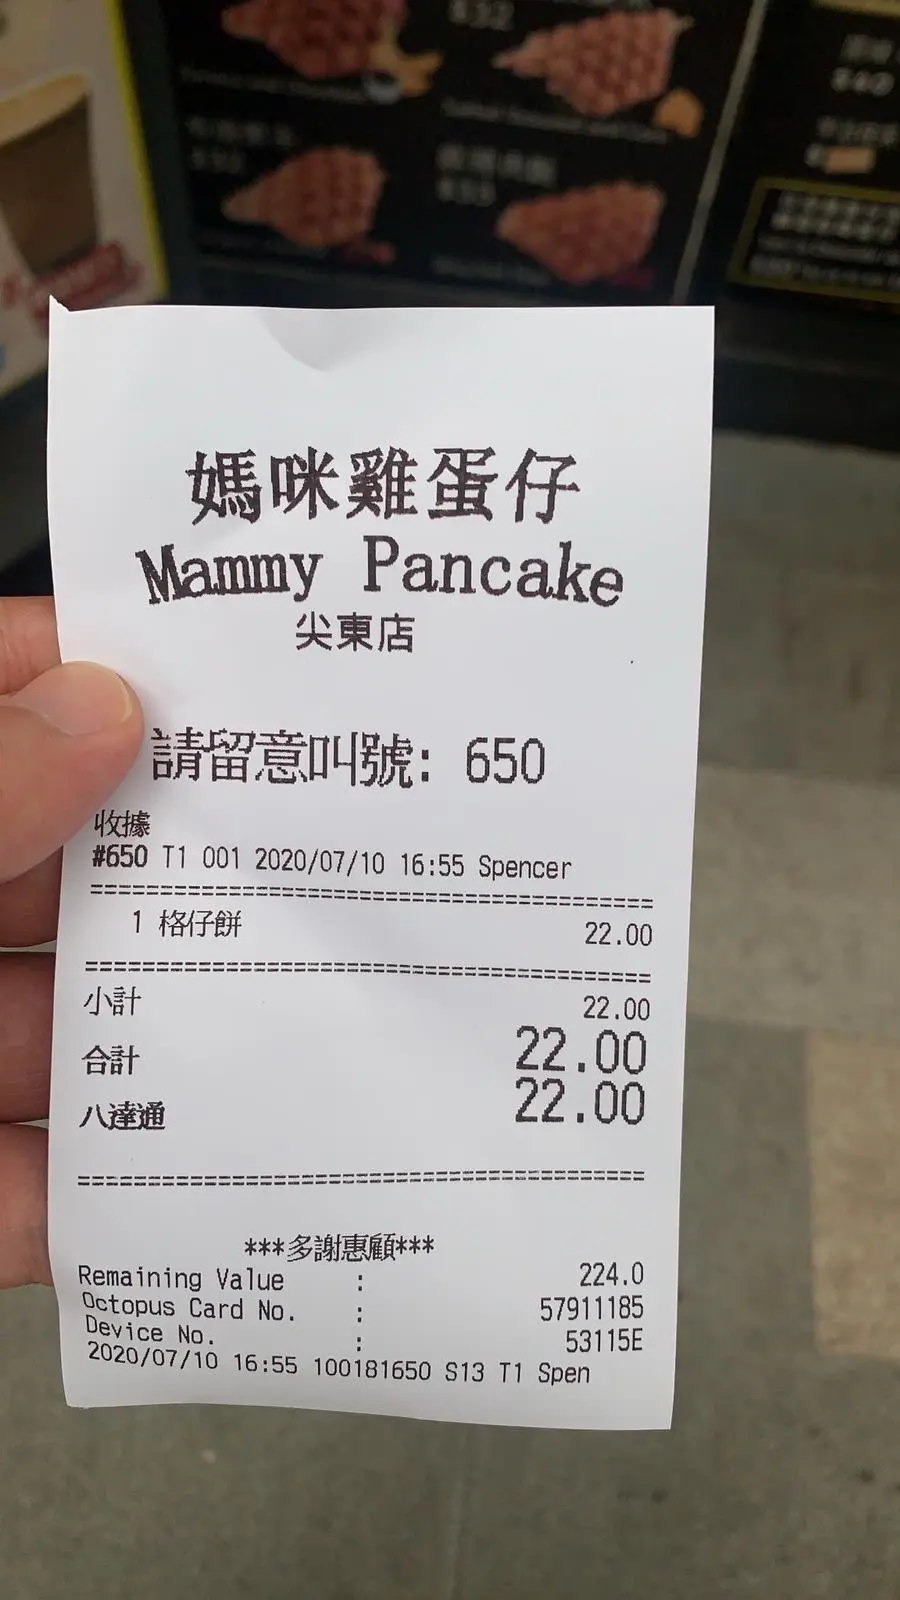 媽咪雞蛋仔
Mammy Pancake
尖東店
請留意叫號: 650
收據
#650 T1 001 2020/07/10 16:55 Spencer
========================================
1 格仔餅 22.00
========================================
小計 22.00
合計 22.00
八達通 22.00
========================================
***多謝惠顧***
Remaining Value : 224.0
Octopus Card No. : 57911185
Device No. : 53115E
2020/07/10 16:55 100181650 S13 T1 Spen